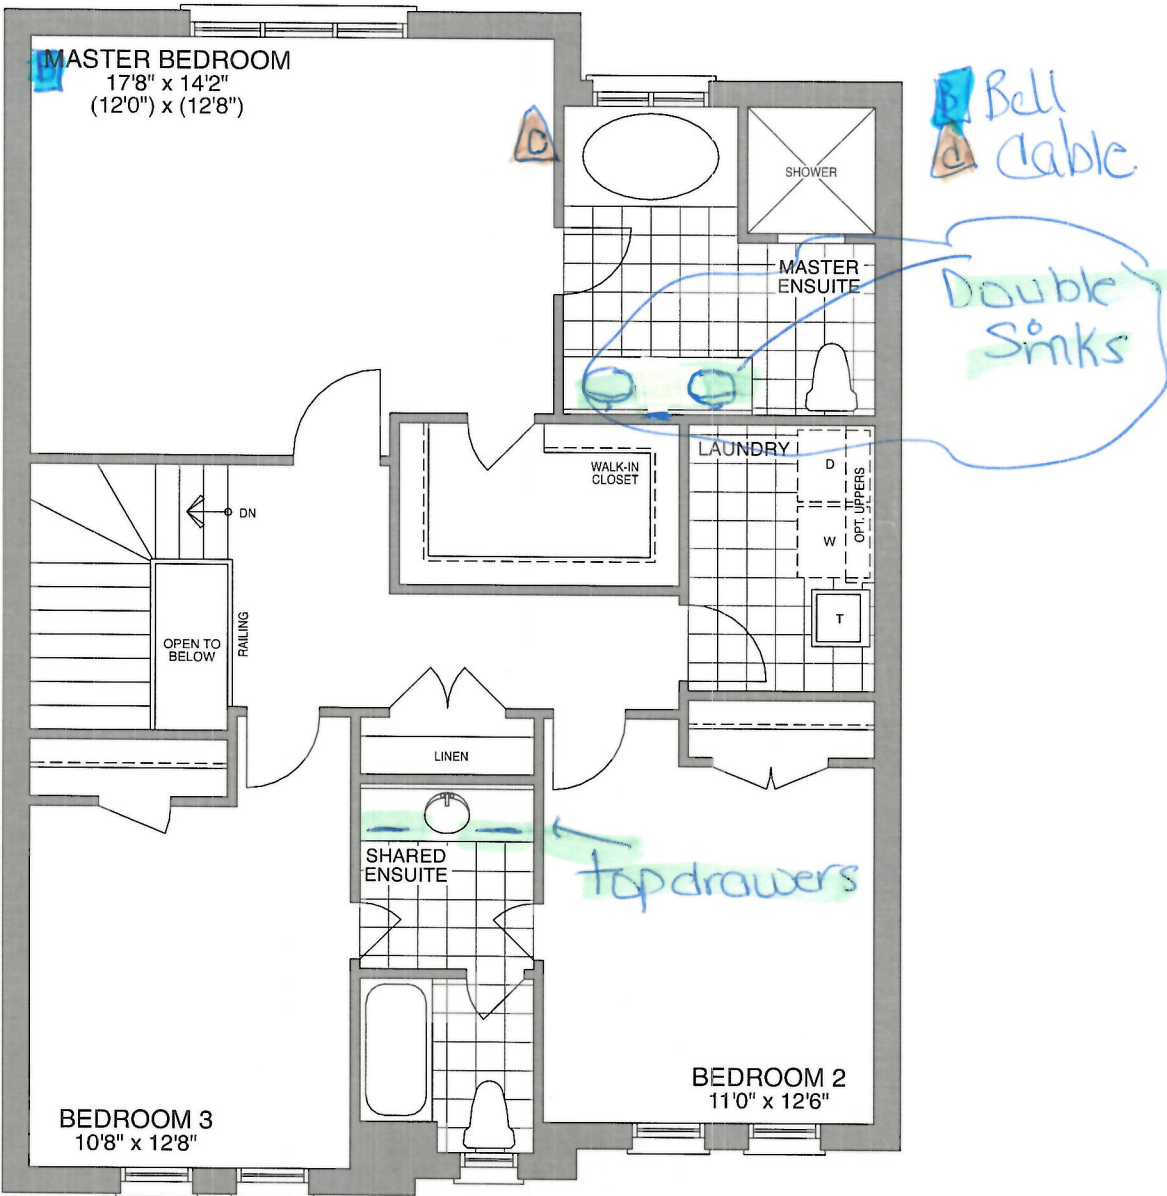 MASTER BEDROOM
17'8" x 14'2"
(12'0") x (12'8")
B
C
B Bell
C Cable.
SHOWER
MASTER
ENSUITE
Double
Sinks
LAUNDRY
D
OPT. UPPERS
W
T
WALK-IN
CLOSET
DN
RAILING
OPEN TO
BELOW
LINEN
SHARED
ENSUITE
top drawers
BEDROOM 2
11'0" x 12'6"
BEDROOM 3
10'8" x 12'8"